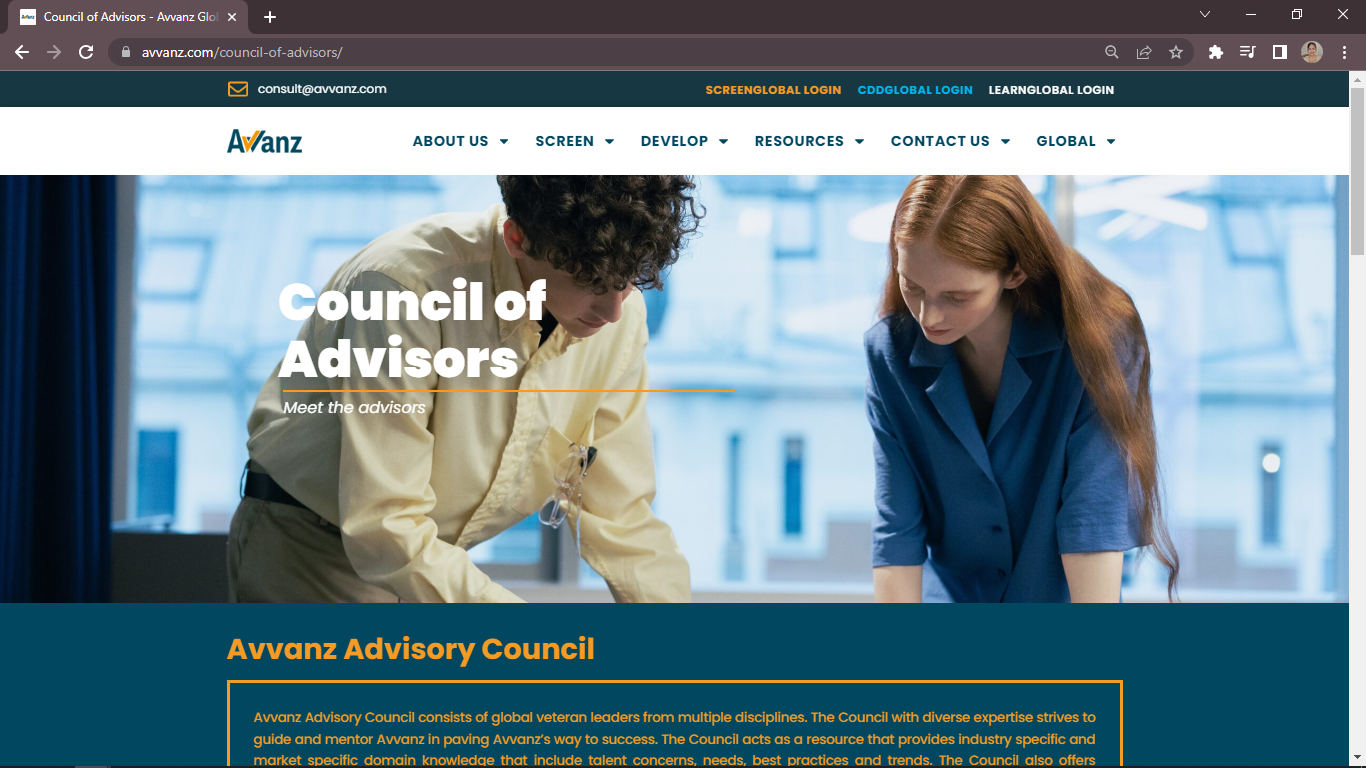 Council of Advisors - Avvanz Glo
avvanz.com/council-of-advisors/
consult@avvanz.com
SCREENGLOBAL LOGIN CDDGLOBAL LOGIN LEARNGLOBAL LOGIN
Avvanz
ABOUT US SCREEN DEVELOP RESOURCES CONTACT US GLOBAL
Council of
Advisors
Meet the advisors
Avvanz Advisory Council
Avvanz Advisory Council consists of global veteran leaders from multiple disciplines. The Council with diverse expertise strives to
guide and mentor Avvanz in paving Avvanz’s way to success. The Council acts as a resource that provides industry specific and
market specific domain knowledge that include talent concerns, needs, best practices and trends. The Council also offers